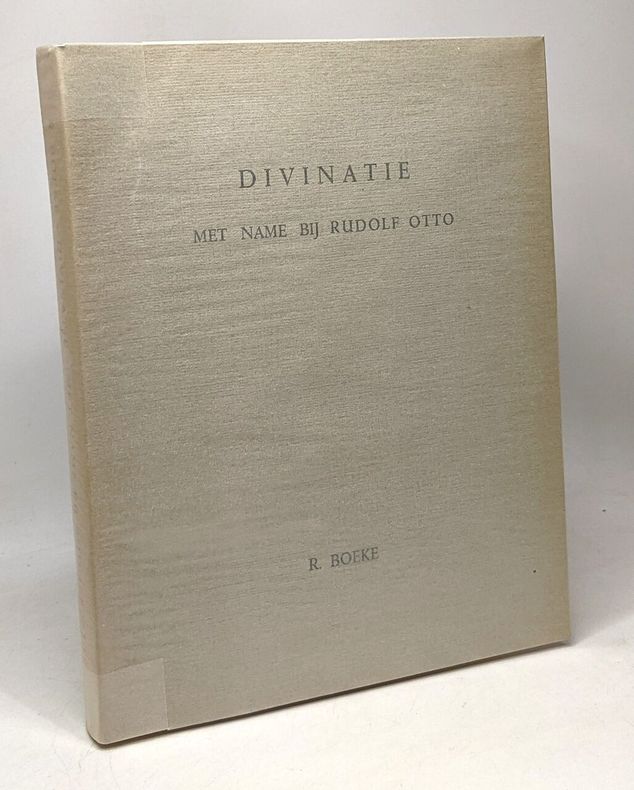 DIVINATIE
MET NAME BIJ RUDOLF OTTO
R. BOEKE